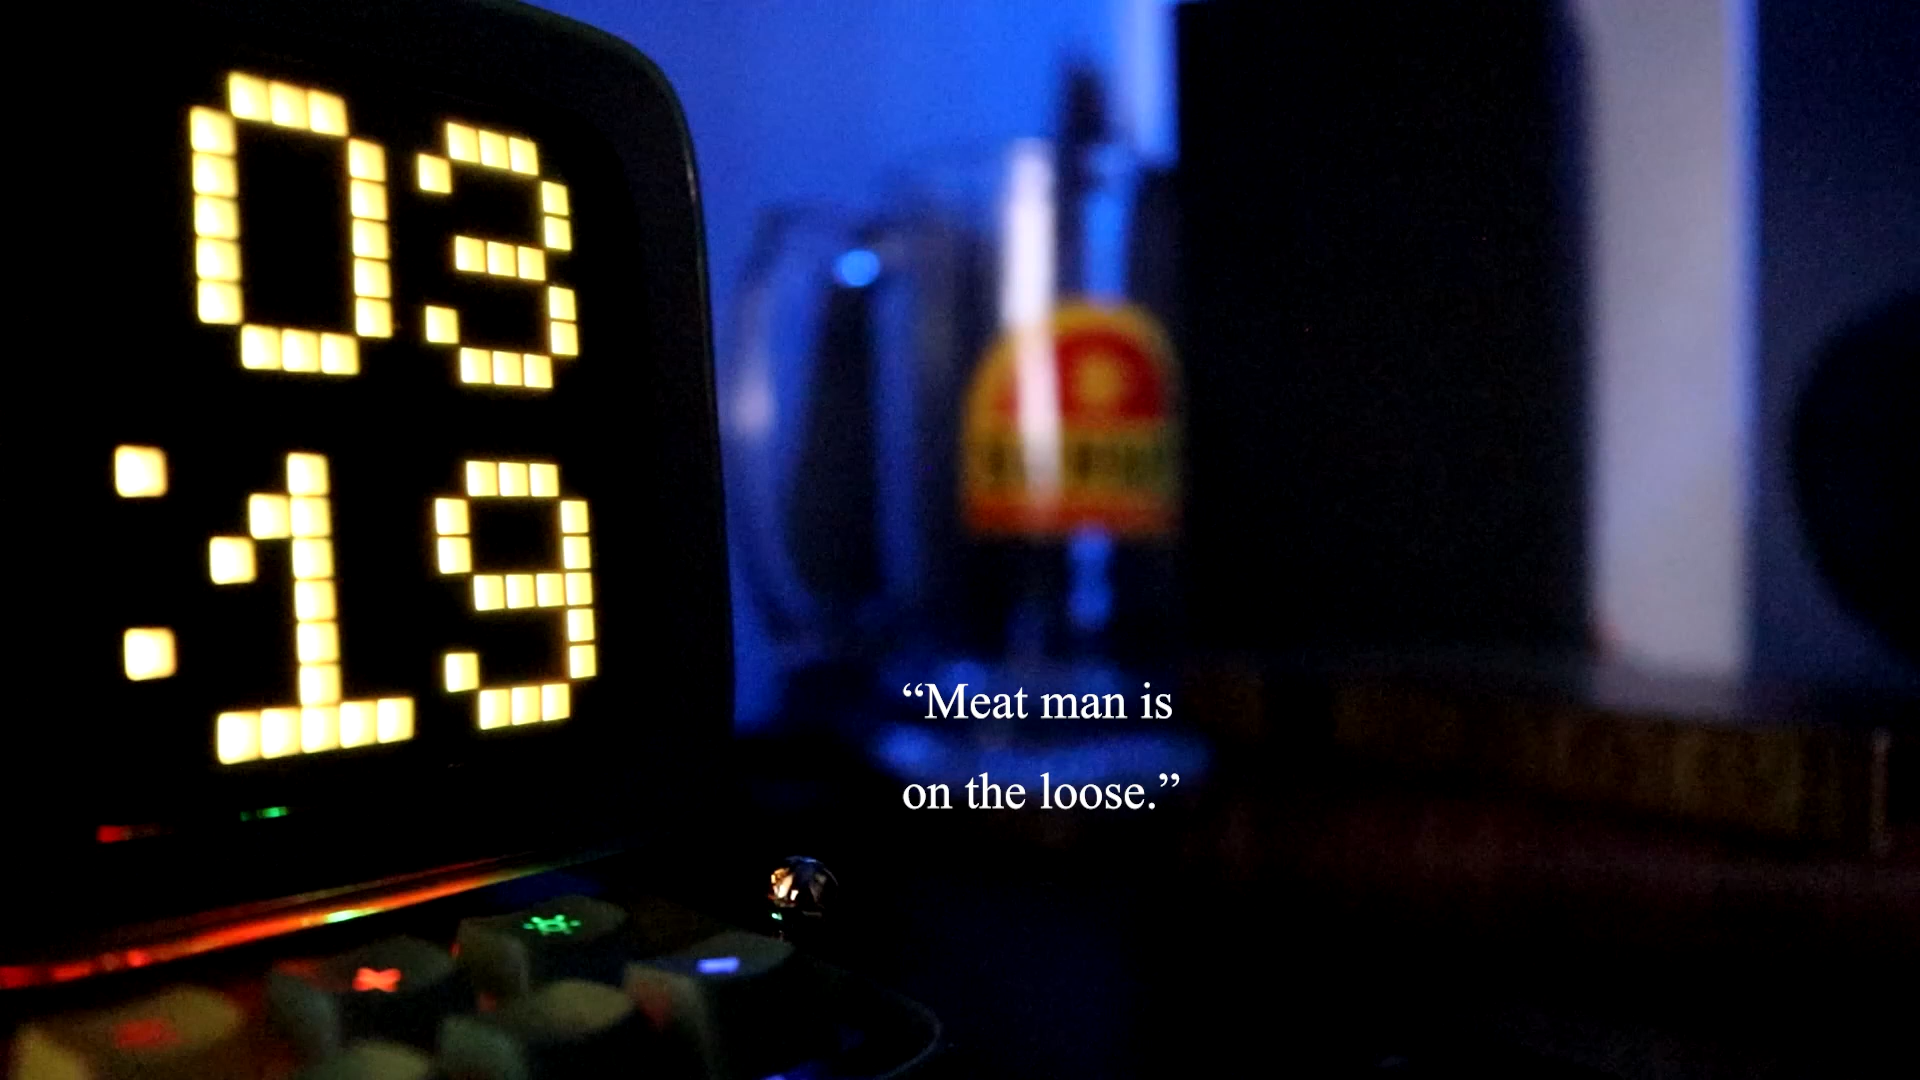 03
:19
“Meat man is
on the loose.”